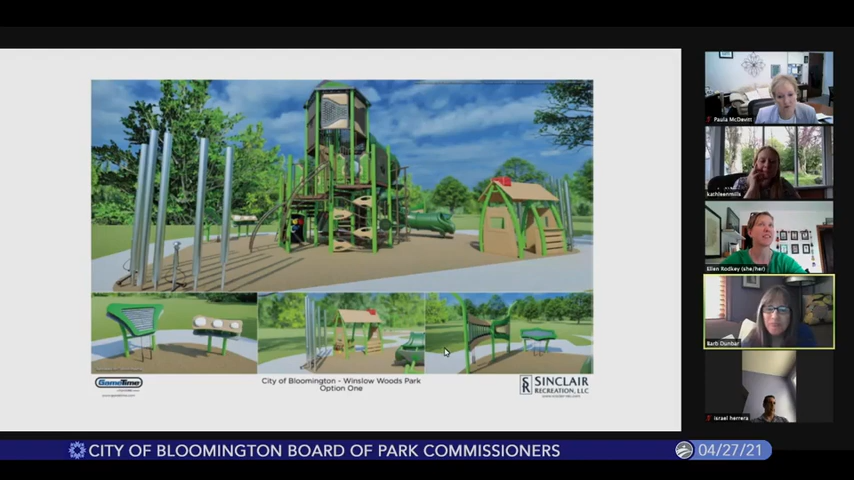 Paula McDevitt
kathleenmills
Ellen Rodkey (she/her)
Barb Dunbar
israel herrera
GameTime
City of Bloomington - Winslow Woods Park
Option One
SR SINCLAIR
RECREATION, LLC
CITY OF BLOOMINGTON BOARD OF PARK COMMISSIONERS
04/27/21